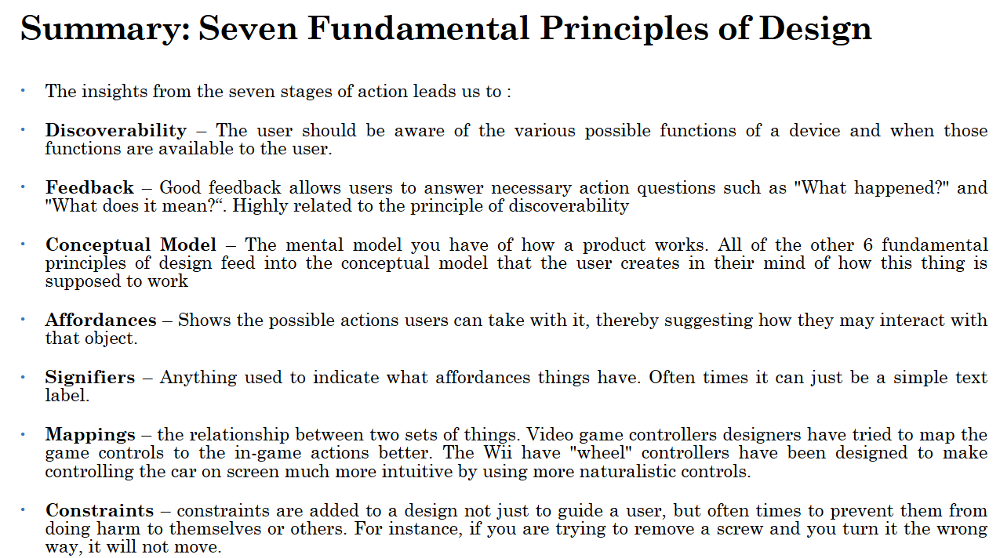 Summary: Seven Fundamental Principles of Design
• The insights from the seven stages of action leads us to :
• Discoverability – The user should be aware of the various possible functions of a device and when those
functions are available to the user.
• Feedback – Good feedback allows users to answer necessary action questions such as "What happened?" and
"What does it mean?“. Highly related to the principle of discoverability
• Conceptual Model – The mental model you have of how a product works. All of the other 6 fundamental
principles of design feed into the conceptual model that the user creates in their mind of how this thing is
supposed to work
• Affordances – Shows the possible actions users can take with it, thereby suggesting how they may interact with
that object.
• Signifiers – Anything used to indicate what affordances things have. Often times it can just be a simple text
label.
• Mappings – the relationship between two sets of things. Video game controllers designers have tried to map the
game controls to the in-game actions better. The Wii have "wheel" controllers have been designed to make
controlling the car on screen much more intuitive by using more naturalistic controls.
• Constraints – constraints are added to a design not just to guide a user, but often times to prevent them from
doing harm to themselves or others. For instance, if you are trying to remove a screw and you turn it the wrong
way, it will not move.